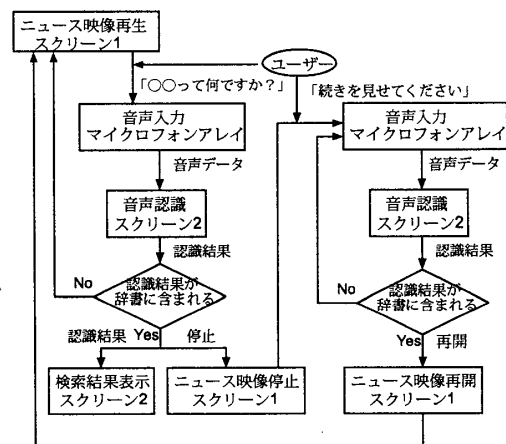 ニュース映像再生
スクリーン1
ユーザー
「〇〇って何ですか？」
「続きを見せてください」
音声入力
マイクロフォンアレイ
音声データ
音声認識
スクリーン2
認識結果
No
認識結果が
辞書に含まれる
認識結果 Yes 停止
検索結果表示
スクリーン2
ニュース映像停止
スクリーン1
音声入力
マイクロフォンアレイ
音声データ
音声認識
スクリーン2
認識結果
No
認識結果が
辞書に含まれる
Yes 再開
ニュース映像再開
スクリーン1